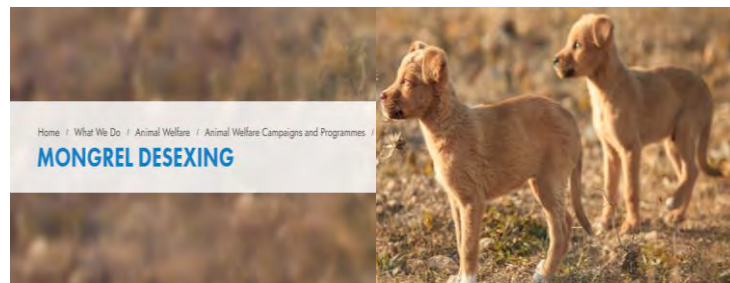 Home / What We Do / Animal Welfare / Animal Welfare Campaigns and Programmes /
MONGREL DESEXING